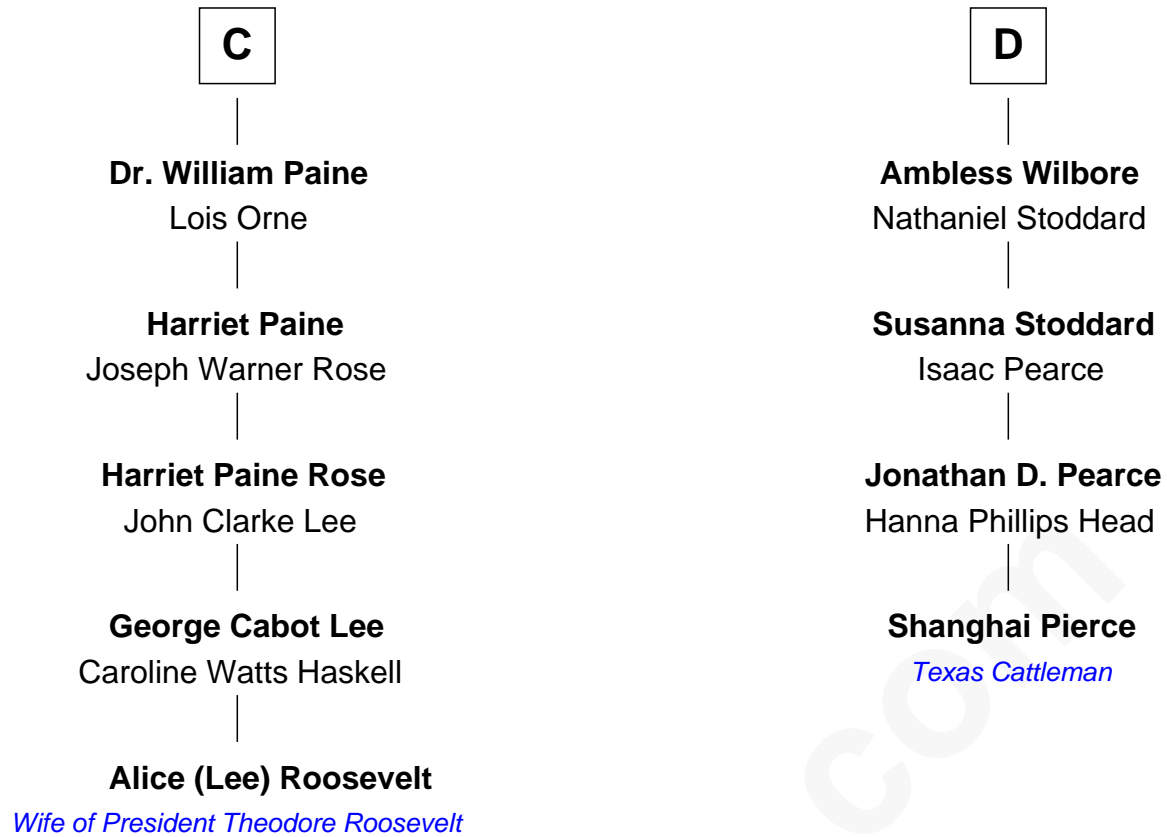 C
Dr. William Paine
Lois Orne
Harriet Paine
Joseph Warner Rose
Harriet Paine Rose
John Clarke Lee
George Cabot Lee
Caroline Watts Haskell
Alice (Lee) Roosevelt
Wife of President Theodore Roosevelt
D
Ambless Wilbore
Nathaniel Stoddard
Susanna Stoddard
Isaac Pearce
Jonathan D. Pearce
Hanna Phillips Head
Shanghai Pierce
Texas Cattleman
com